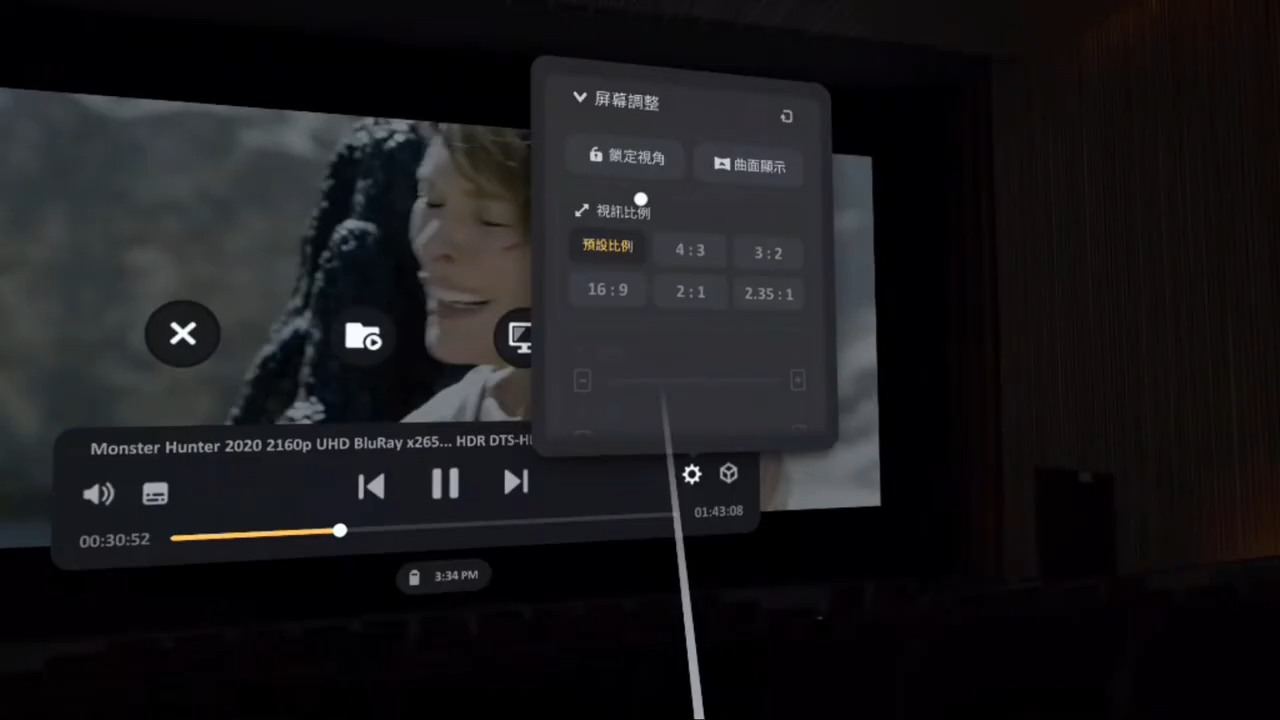 屏幕調整
鎖定視角
曲面顯示
視訊比例
預設比例
4 : 3
3 : 2
16 : 9
2 : 1
2.35 : 1
Monster Hunter 2020 2160p UHD BluRay x265... HDR DTS-H
00:30:52
01:43:08
3:34 PM